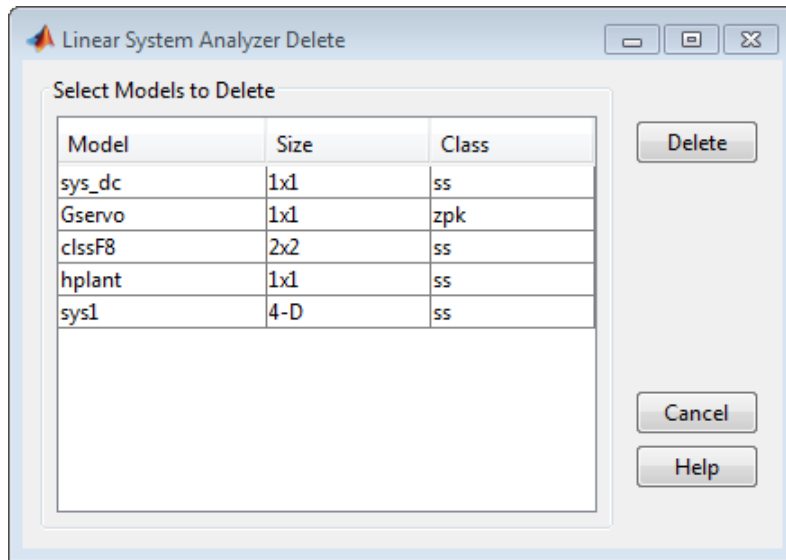 Linear System Analyzer Delete
Select Models to Delete
Model Size Class
sys_dc 1x1 ss
Gservo 1x1 zpk
clssF8 2x2 ss
hplant 1x1 ss
sys1 4-D ss
Delete
Cancel
Help